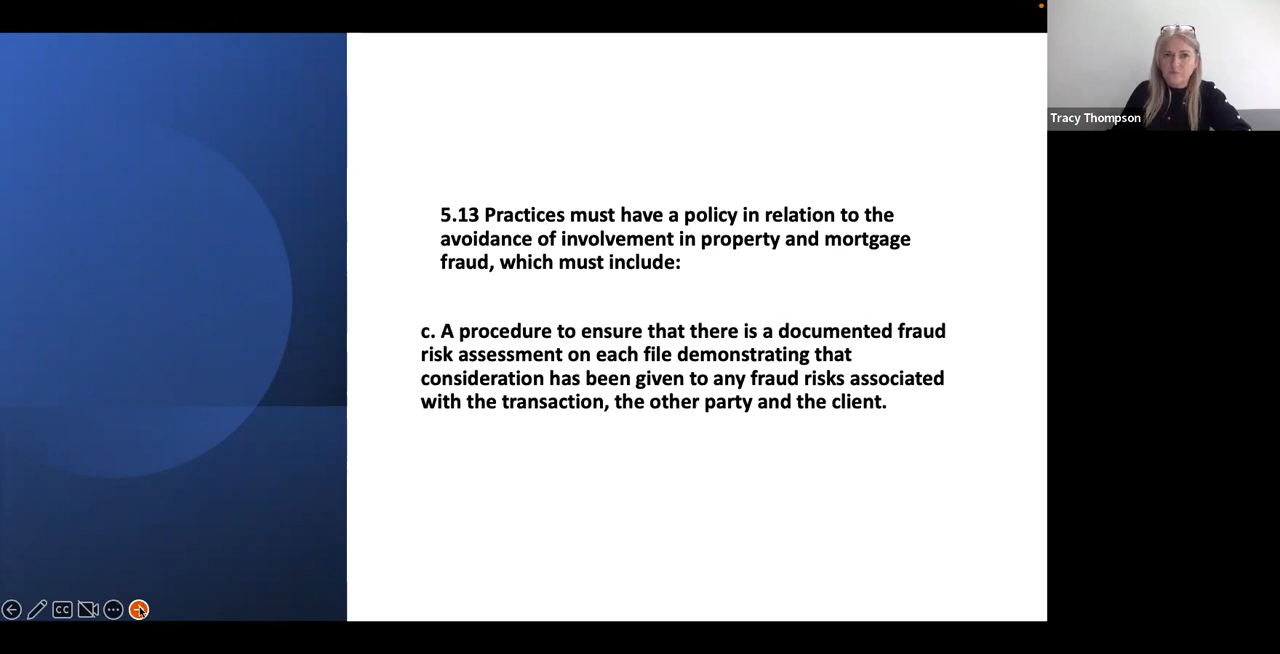 Tracy Thompson
5.13 Practices must have a policy in relation to the
avoidance of involvement in property and mortgage
fraud, which must include:
c. A procedure to ensure that there is a documented fraud
risk assessment on each file demonstrating that
consideration has been given to any fraud risks associated
with the transaction, the other party and the client.
CC